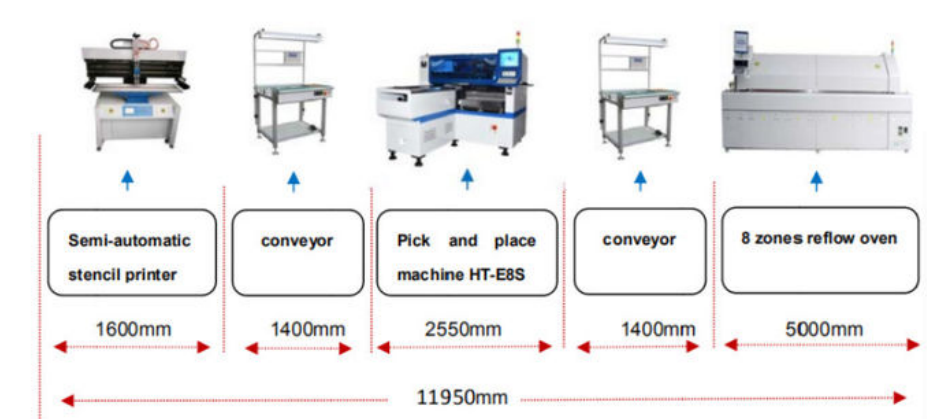 Semi-automatic
stencil printer
conveyor
Pick and place
machine HT-E8S
conveyor
8 zones reflow oven
1600mm
1400mm
2550mm
1400mm
5000mm
11950mm